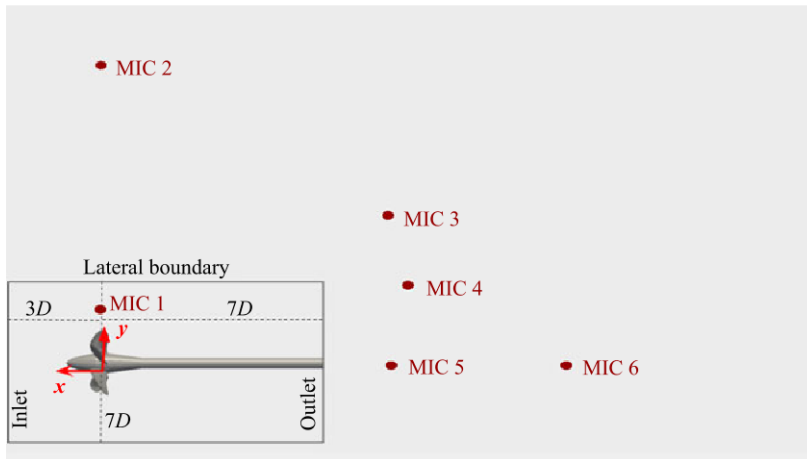 MIC 2
MIC 3
Lateral boundary
MIC 4
3D
MIC 1
7D
y
x
MIC 5
MIC 6
Inlet
7D
Outlet